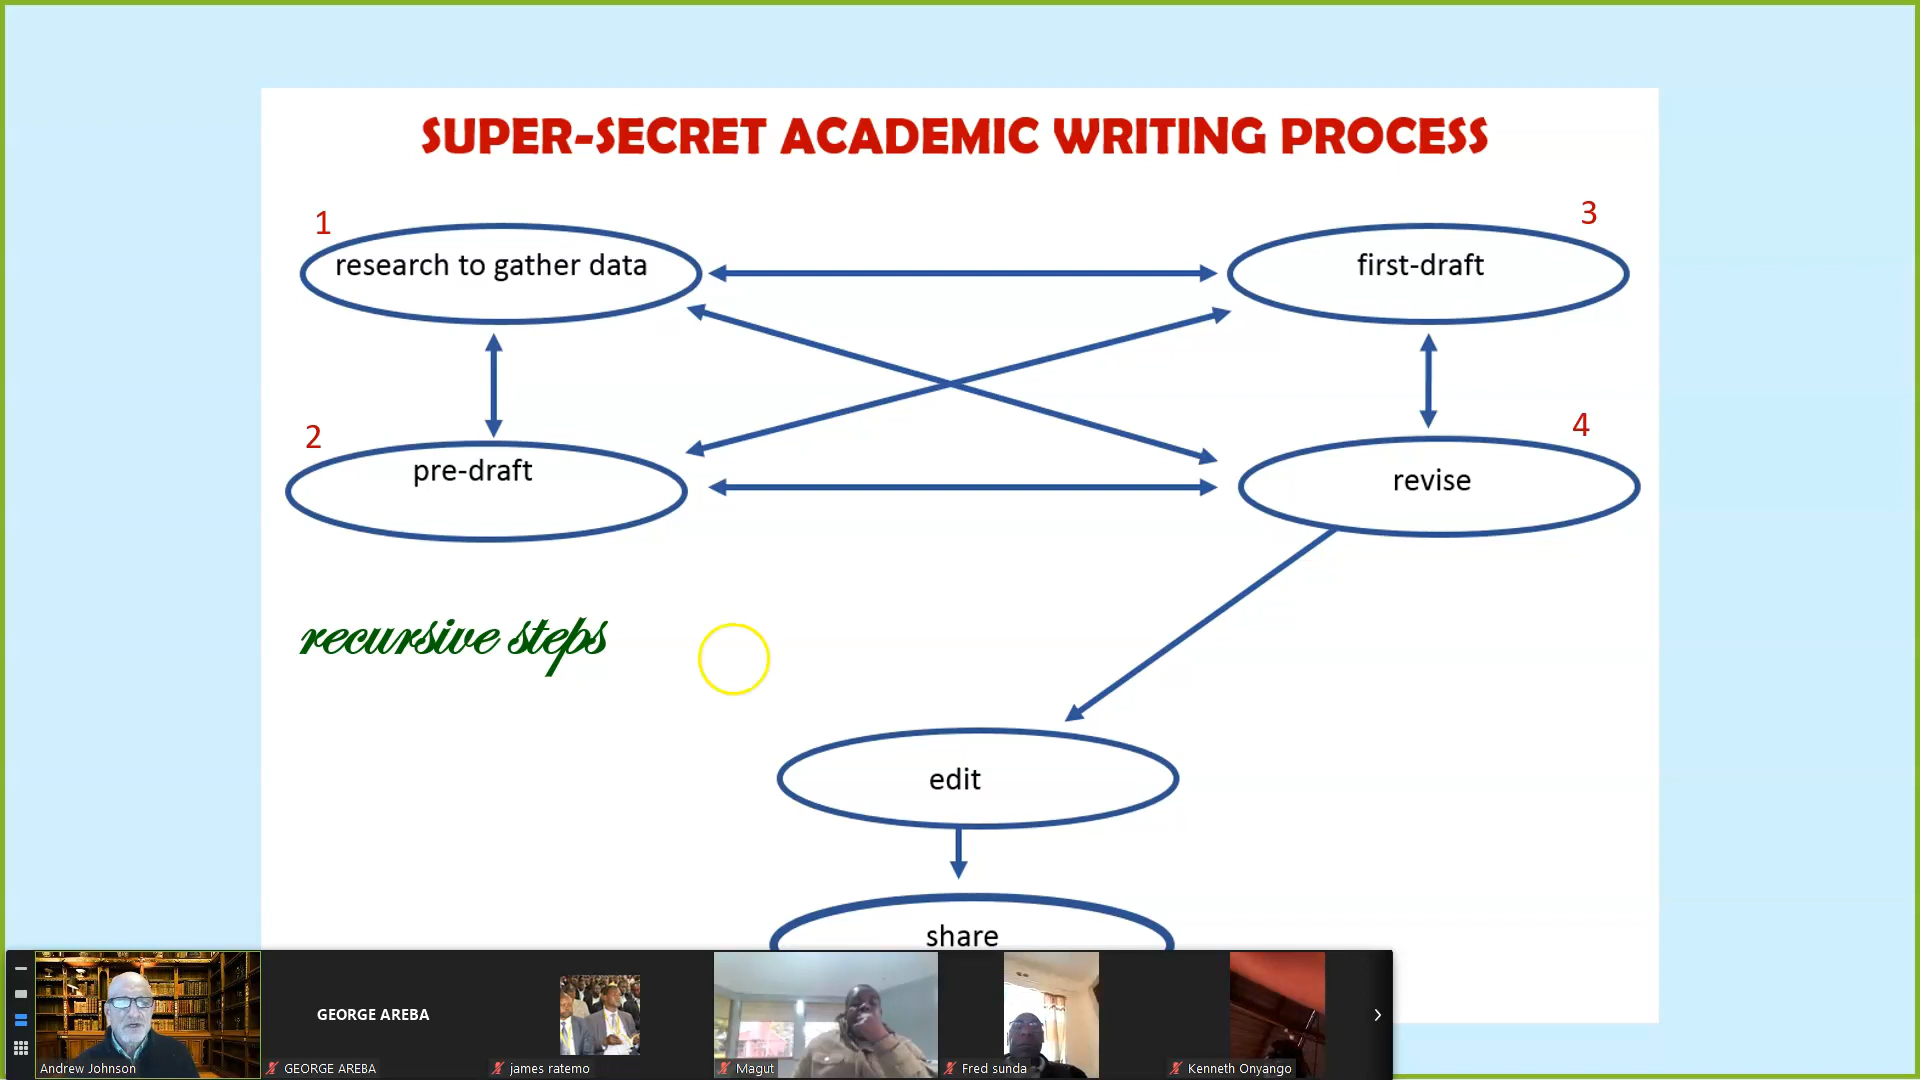 SUPER-SECRET ACADEMIC WRITING PROCESS
1
research to gather data
3
first-draft
2
pre-draft
4
revise
recursive steps
edit
share
GEORGE AREBA
Andrew Johnson
GEORGE AREBA
james ratemo
Magut
Fred sunda
Kenneth Onyango